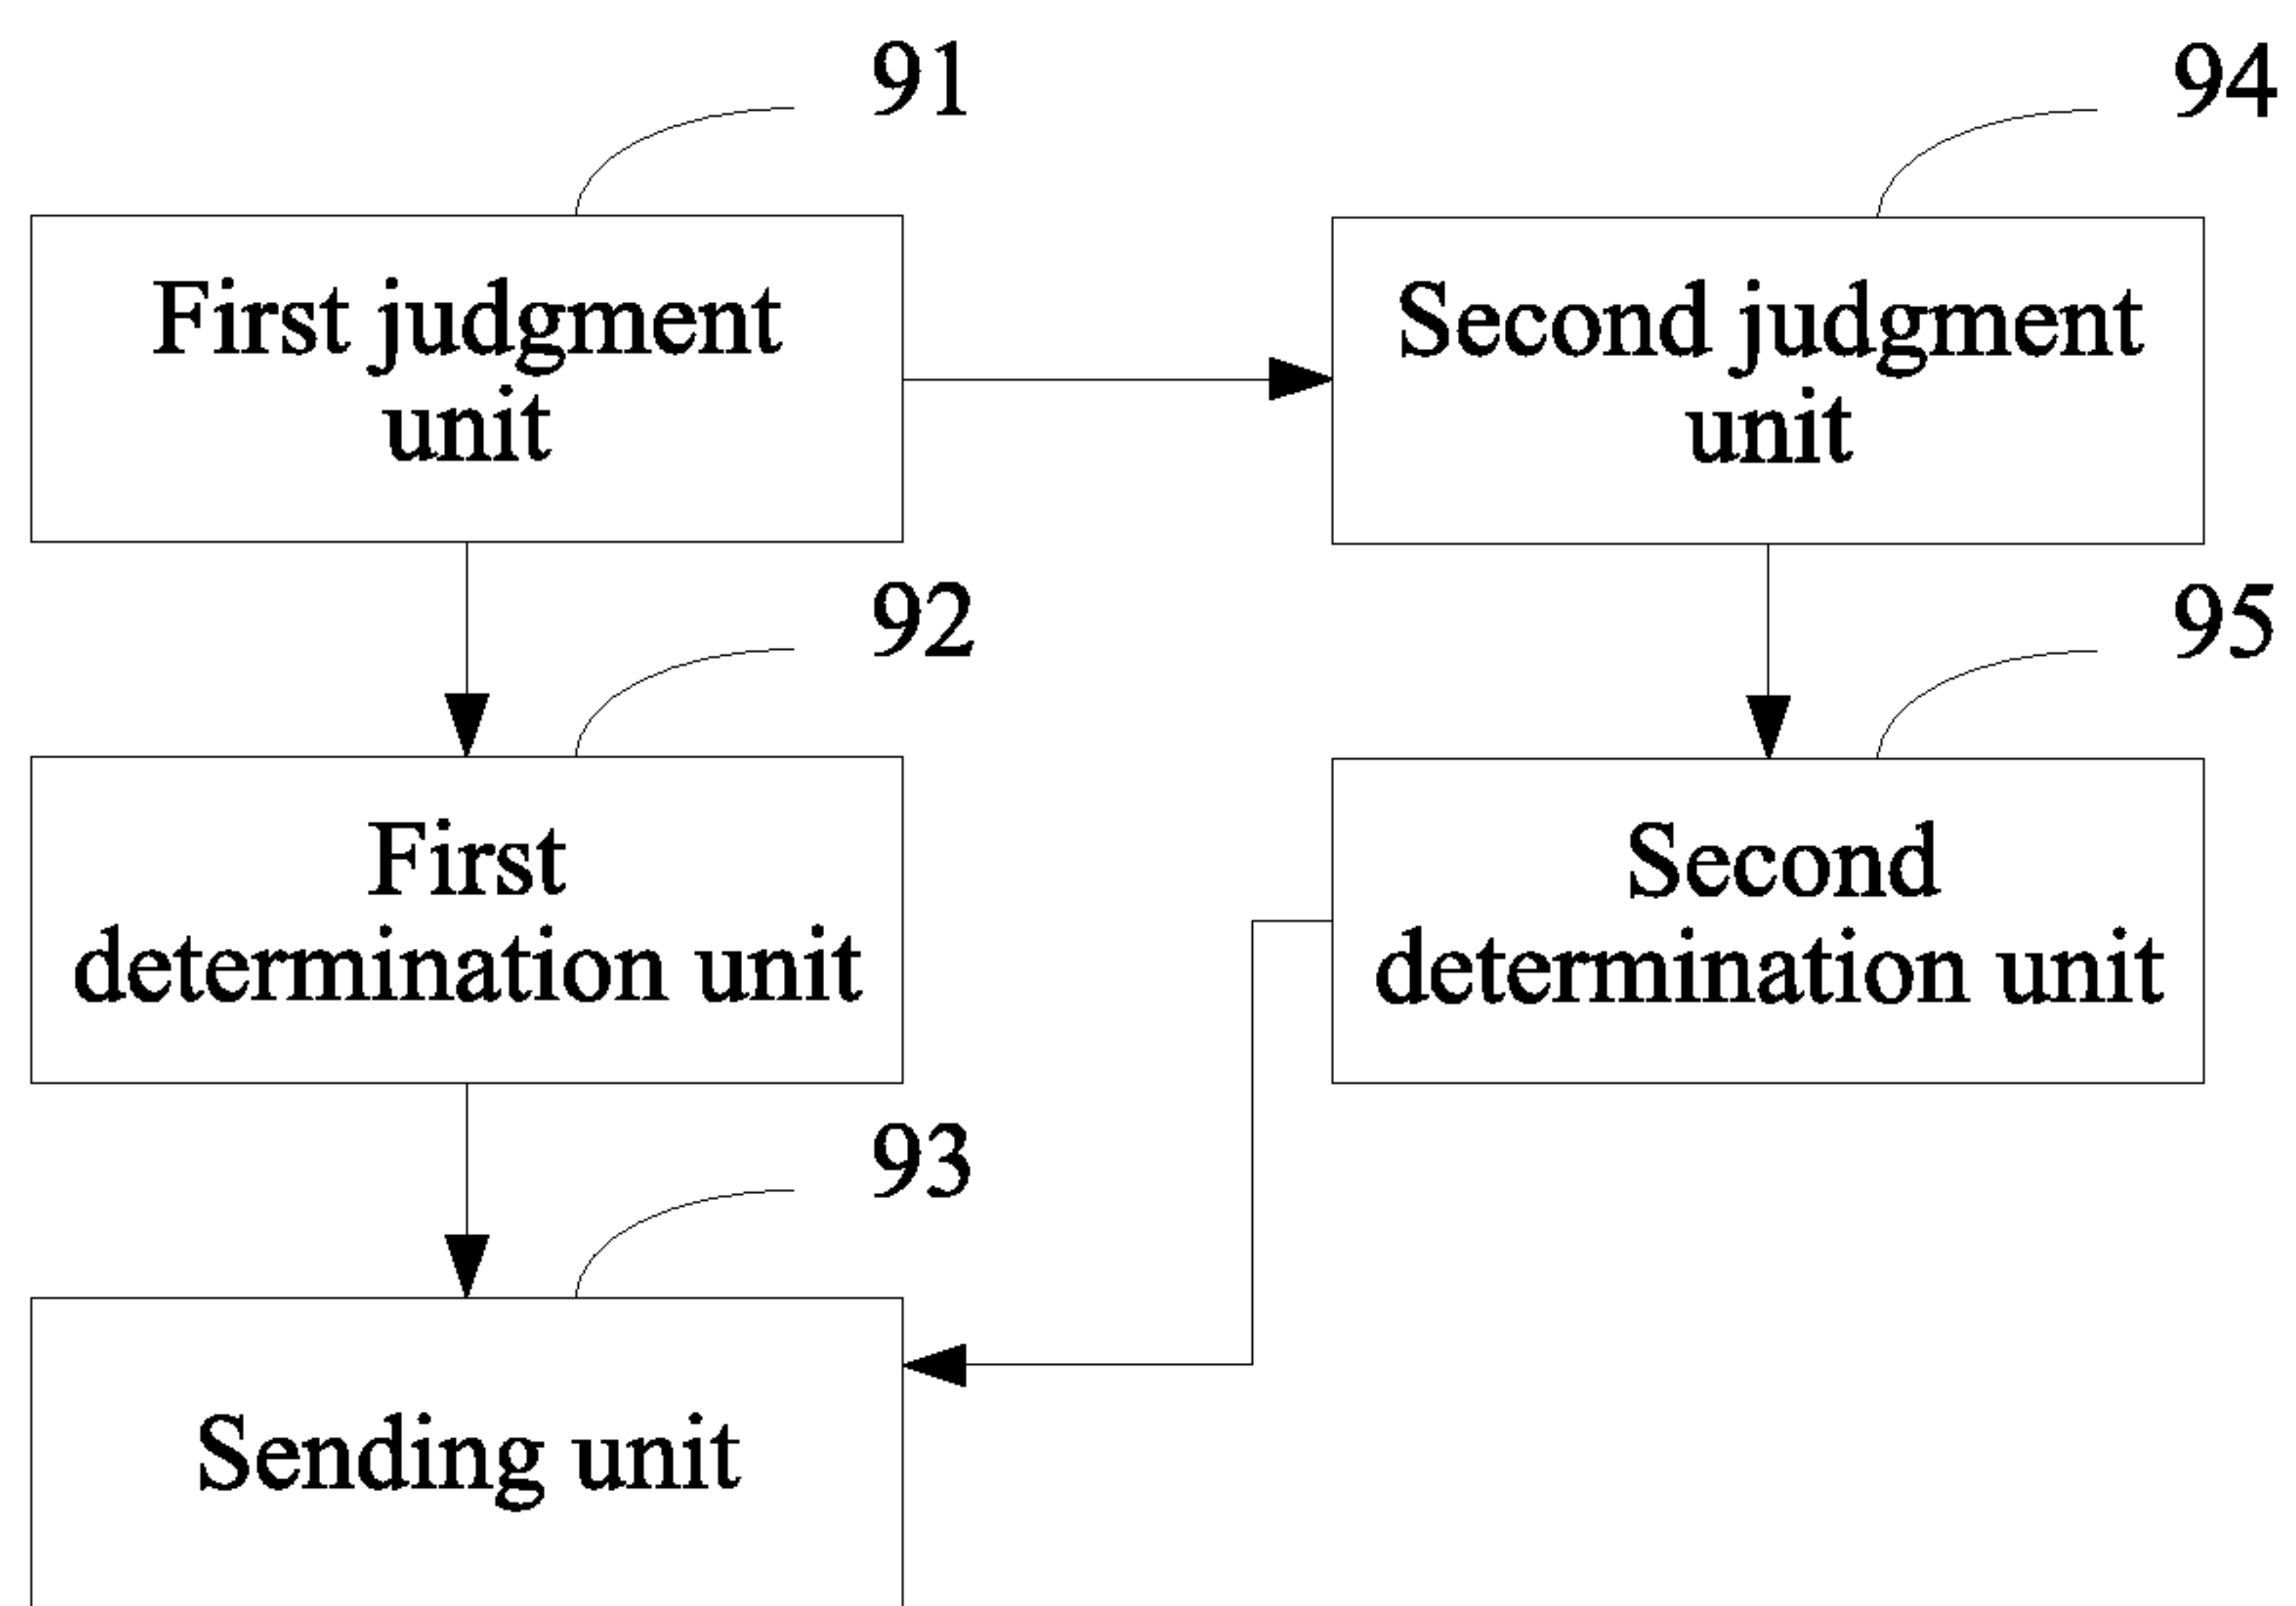 91
First judgment
unit
94
Second judgment
unit
92
First
determination unit
95
Second
determination unit
93
Sending unit